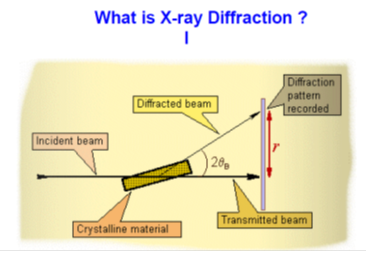 What is X-ray Diffraction ?
I
Diffraction
pattern
recorded
Diffracted beam
Incident beam
2θB
r
Transmitted beam
Crystalline material